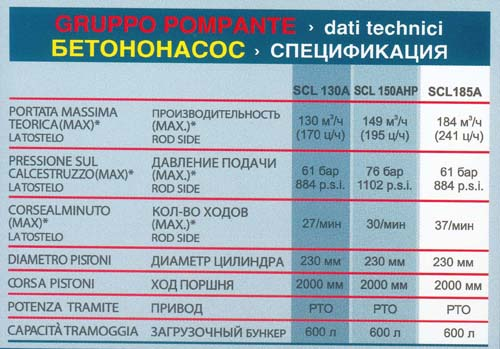 GRUPPO POMPANTE › dati technici
БЕТОНОНАСОС › СПЕЦИФИКАЦИЯ
SCL 130A SCL 150AHP SCL185A
PORTATA MASSIMA ПРОИЗВОДИТЕЛЬНОСТЬ 130 м³/ч 149 м³/ч 184 м³/ч
TEORICA(MAX)* (MAX.)* (170 ц/ч) (195 ц/ч) (241 ц/ч)
LATOSTELO ROD SIDE
PRESSIONE SUL ДАВЛЕНИЕ ПОДАЧИ 61 бар 76 бар 61 бар
CALCESTRUZZO(MAX)* (MAX.)* 884 p.s.i. 1102 p.s.i. 884 p.s.i.
LATOSTELO ROD SIDE
CORSEALMINUTO КОЛ-ВО ХОДОВ 27/мин 30/мин 37/мин
(MAX)* (MAX.)*
LATOSTELO ROD SIDE
DIAMETRO PISTONI ДИАМЕТР ЦИЛИНДРА 230 мм 230 мм 230 мм
CORSA PISTONI ХОД ПОРШНЯ 2000 мм 2000 мм 2000 мм
POTENZA TRAMITE ПРИВОД PTO PTO PTO
CAPACITÀ TRAMOGGIA ЗАГРУЗОЧНЫЙ БУНКЕР 600 л 600 л 600 л